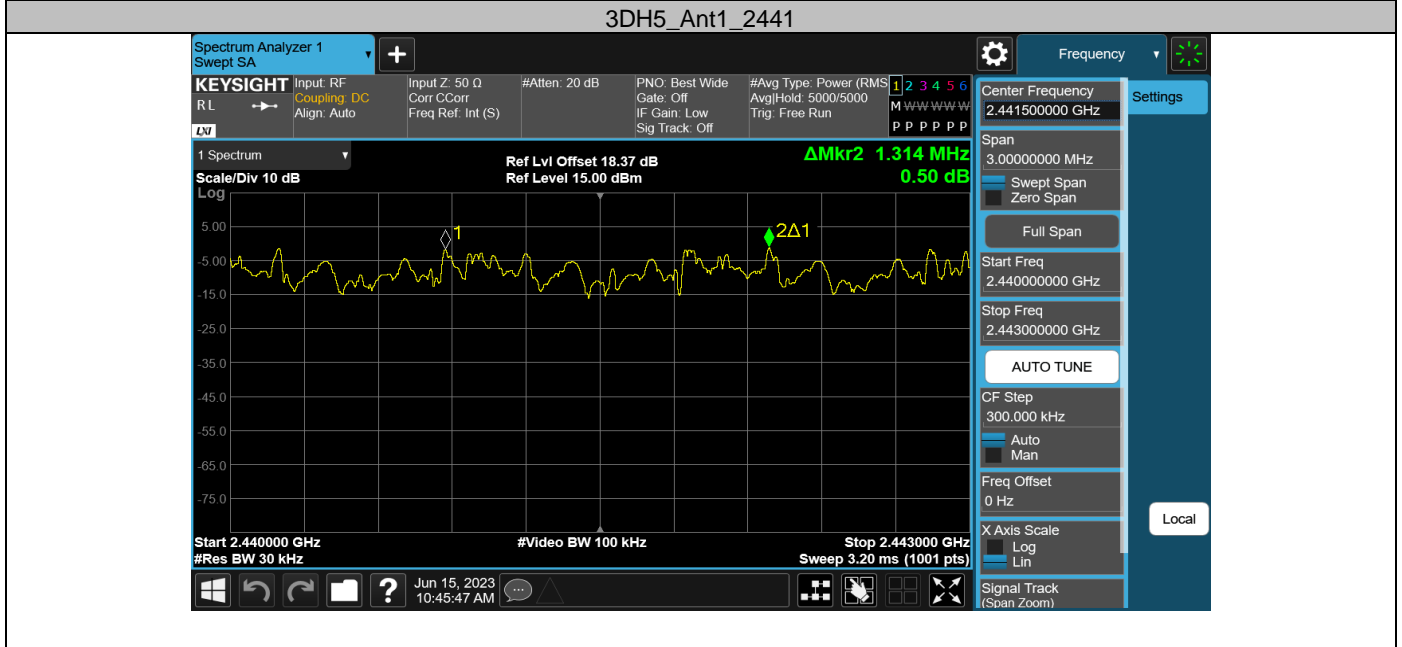 3DH5_Ant1_2441
Spectrum Analyzer 1
Swept SA
+
Frequency
KEYSIGHT
R L
LXI
Input: RF
Coupling: DC
Align: Auto
Input Z: 50 Ω
Corr CCorr
Freq Ref: Int (S)
#Atten: 20 dB
PNO: Best Wide
Gate: Off
IF Gain: Low
Sig Track: Off
#Avg Type: Power (RMS
Avg|Hold: 5000/5000
Trig: Free Run
1 2 3 4 5 6
M W W W W W
P P P P P P
1 Spectrum
Scale/Div 10 dB
Ref Lvl Offset 18.37 dB
Ref Level 15.00 dBm
ΔMkr2 1.314 MHz
0.50 dB
Log
5.00
-5.00
-15.0
-25.0
-35.0
-45.0
-55.0
-65.0
-75.0
1
2Δ1
Start 2.440000 GHz
#Video BW 100 kHz
Stop 2.443000 GHz
#Res BW 30 kHz
Sweep 3.20 ms (1001 pts)
?
Jun 15, 2023
10:45:47 AM
Center Frequency
2.441500000 GHz
Span
3.00000000 MHz
Swept Span
Zero Span
Full Span
Start Freq
2.440000000 GHz
Stop Freq
2.443000000 GHz
AUTO TUNE
CF Step
300.000 kHz
Auto
Man
Freq Offset
0 Hz
X Axis Scale
Log
Lin
Signal Track
(Span Zoom)
Settings
Local